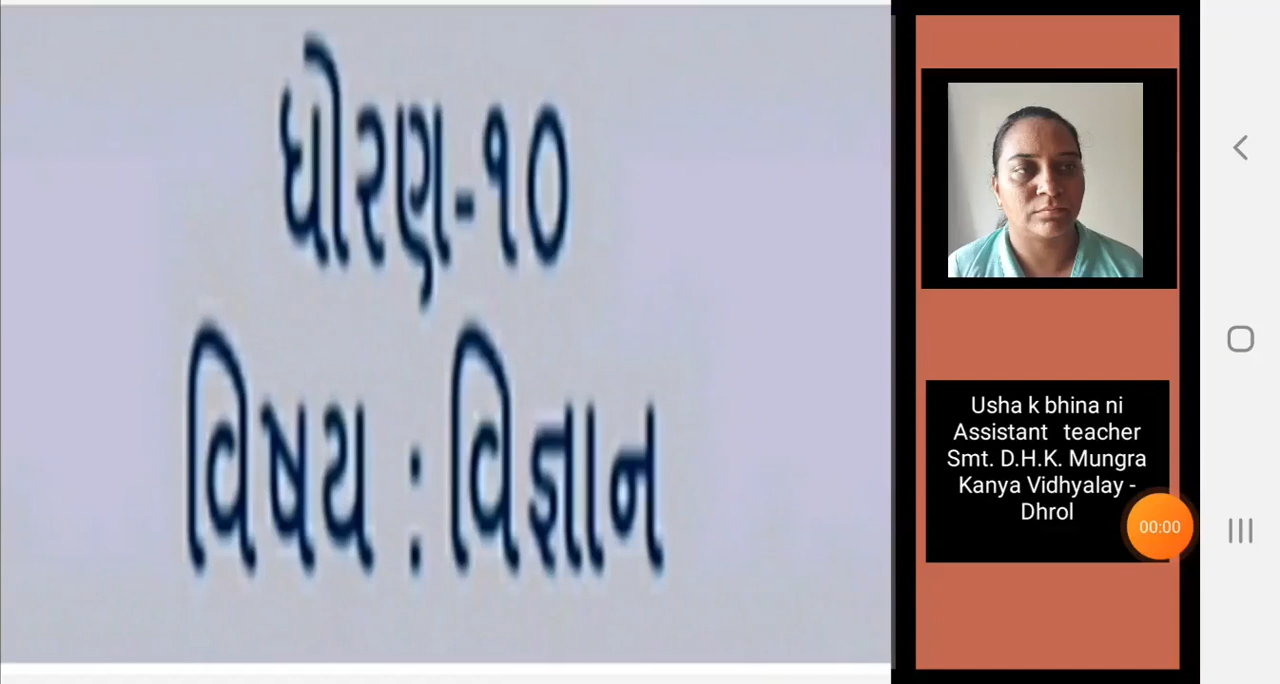 ધોરણ-૧૦
વિષય : વિજ્ઞાન
Usha k bhina ni
Assistant teacher
Smt. D.H.K. Mungra
Kanya Vidhyalay -
Dhrol
00:00